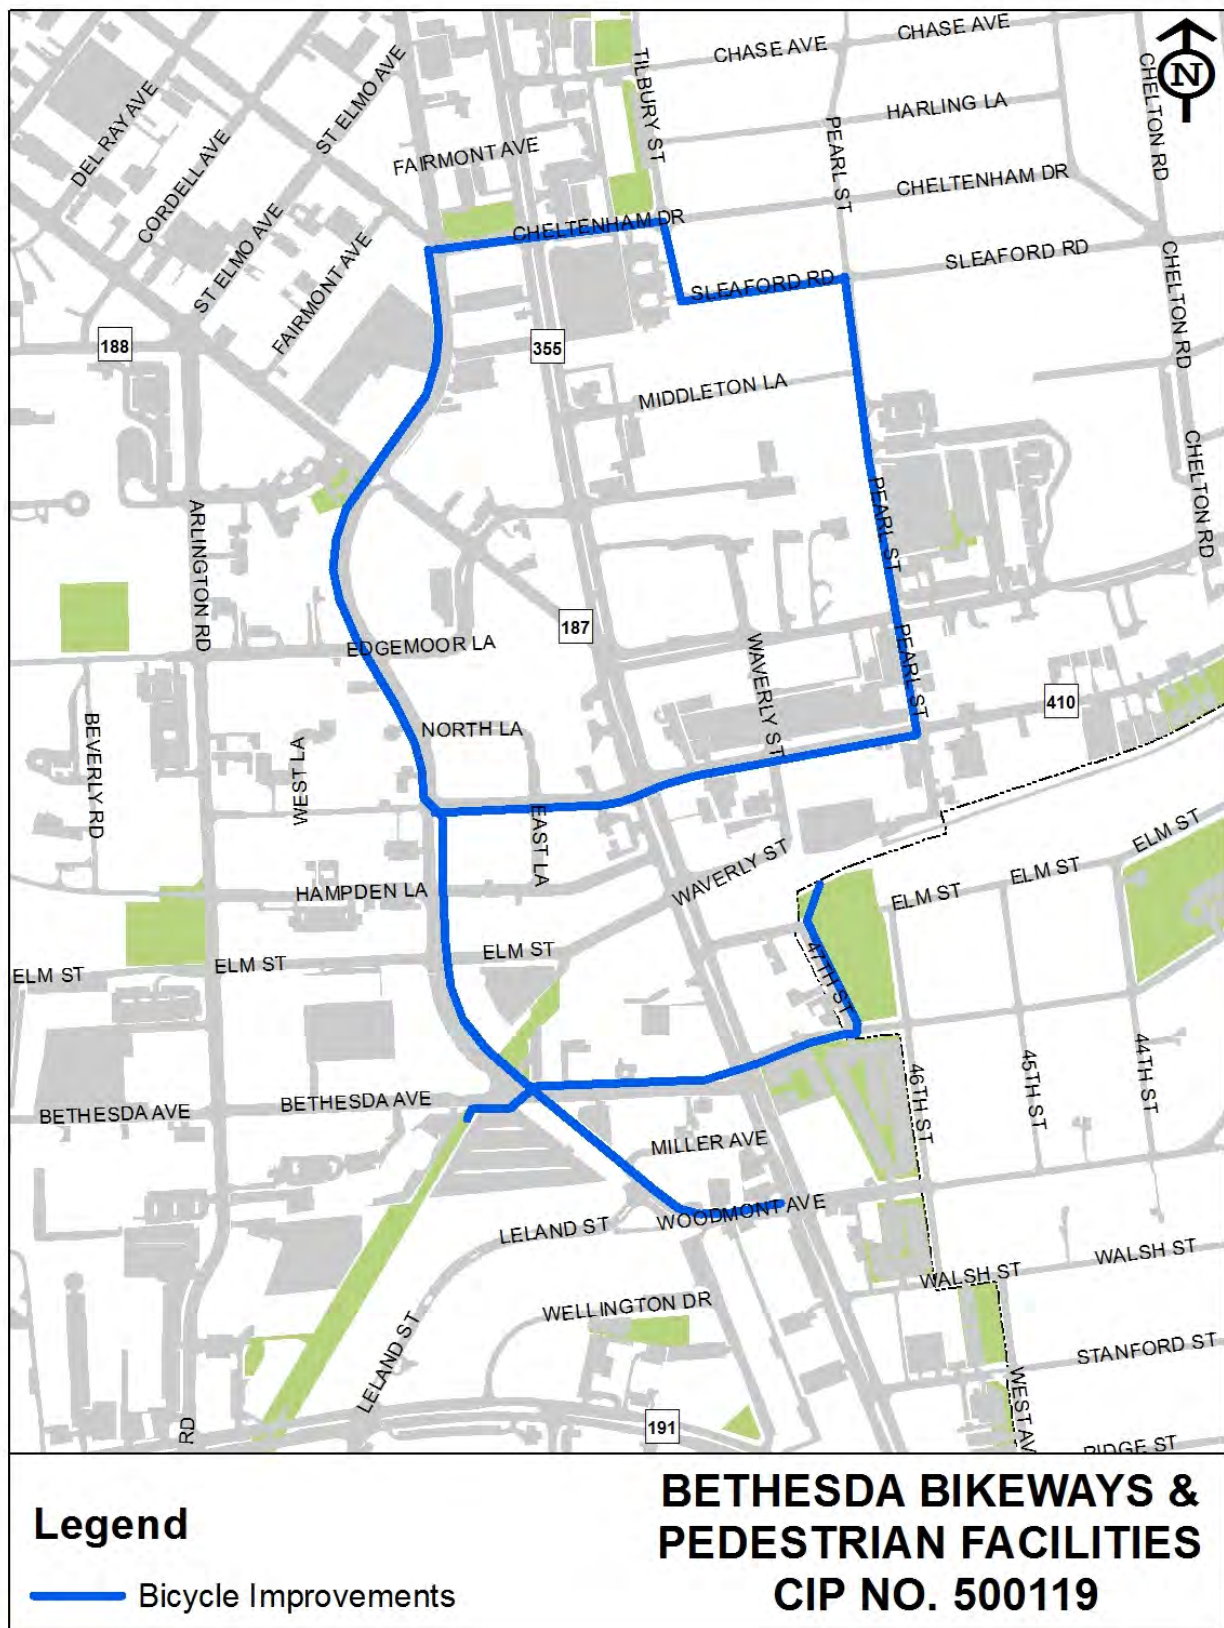 CHASE AVE
CHASE AVE
N
TILBURY ST
CHELTON RD
DEL RAY AVE
ST ELMO AVE
HARLING LA
CORDELL AVE
FAIRMONT AVE
PEARL ST
CHELTENHAM DR
CHELTENHAM DR
ST ELMO AVE
FAIRMONT AVE
SLEAFORD RD
SLEAFORD RD
CHELTON RD
188
355
MIDDLETON LA
CHELTON RD
ARLINGTON RD
PEARL ST
187
EDGEMOOR LA
WAVERLY ST
PEARL ST
410
BEVERLY RD
NORTH LA
WEST LA
EAST LA
WAVERLY ST
ELM ST
ELM ST
ELM ST
HAMPDEN LA
ELM ST
ELM ST
ELM ST
47TH ST
46TH ST
45TH ST
44TH ST
BETHESDA AVE
BETHESDA AVE
MILLER AVE
WOODMONT AVE
LELAND ST
WALSH ST
WALSH ST
WELLINGTON DR
LELAND ST
STANFORD ST
WEST AV
RD
191
RIDGE ST
Legend
Bicycle Improvements
BETHESDA BIKEWAYS &
PEDESTRIAN FACILITIES
CIP NO. 500119